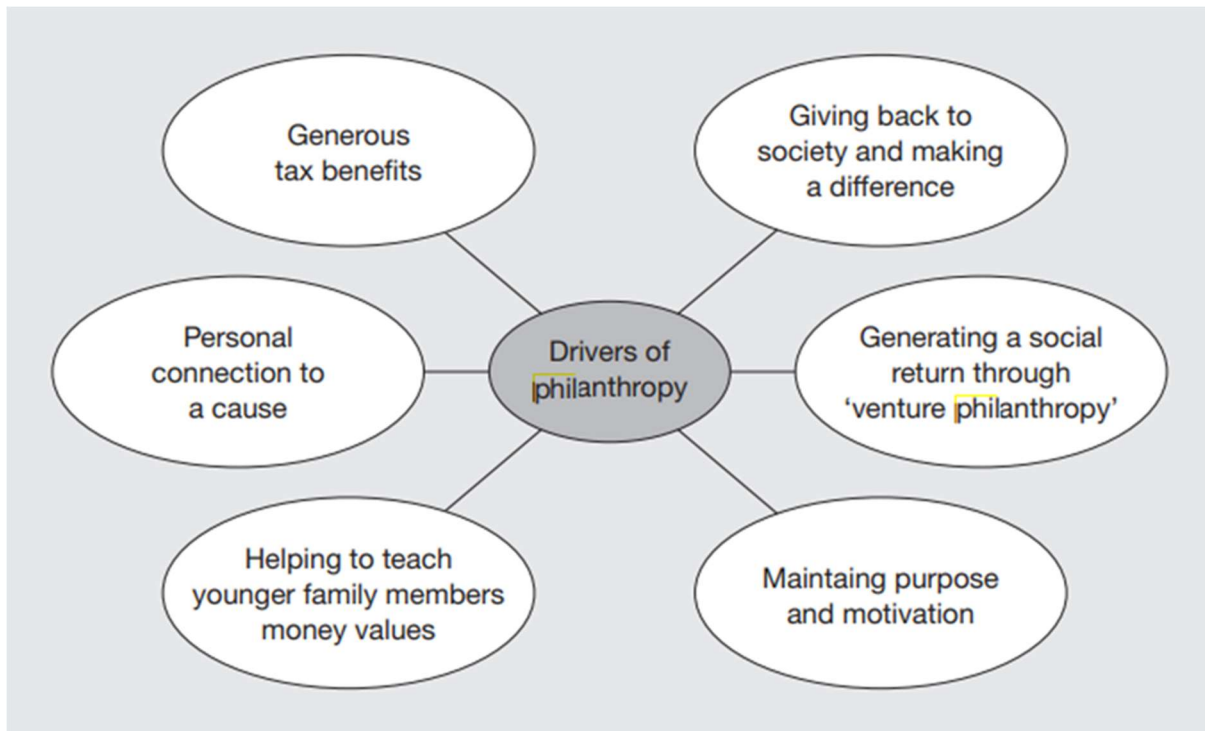 Generous
tax benefits
Giving back to
society and making
a difference
Personal
connection to
a cause
Drivers of
philanthropy
Generating a social
return through
‘venture philanthropy’
Helping to teach
younger family members
money values
Maintaing purpose
and motivation